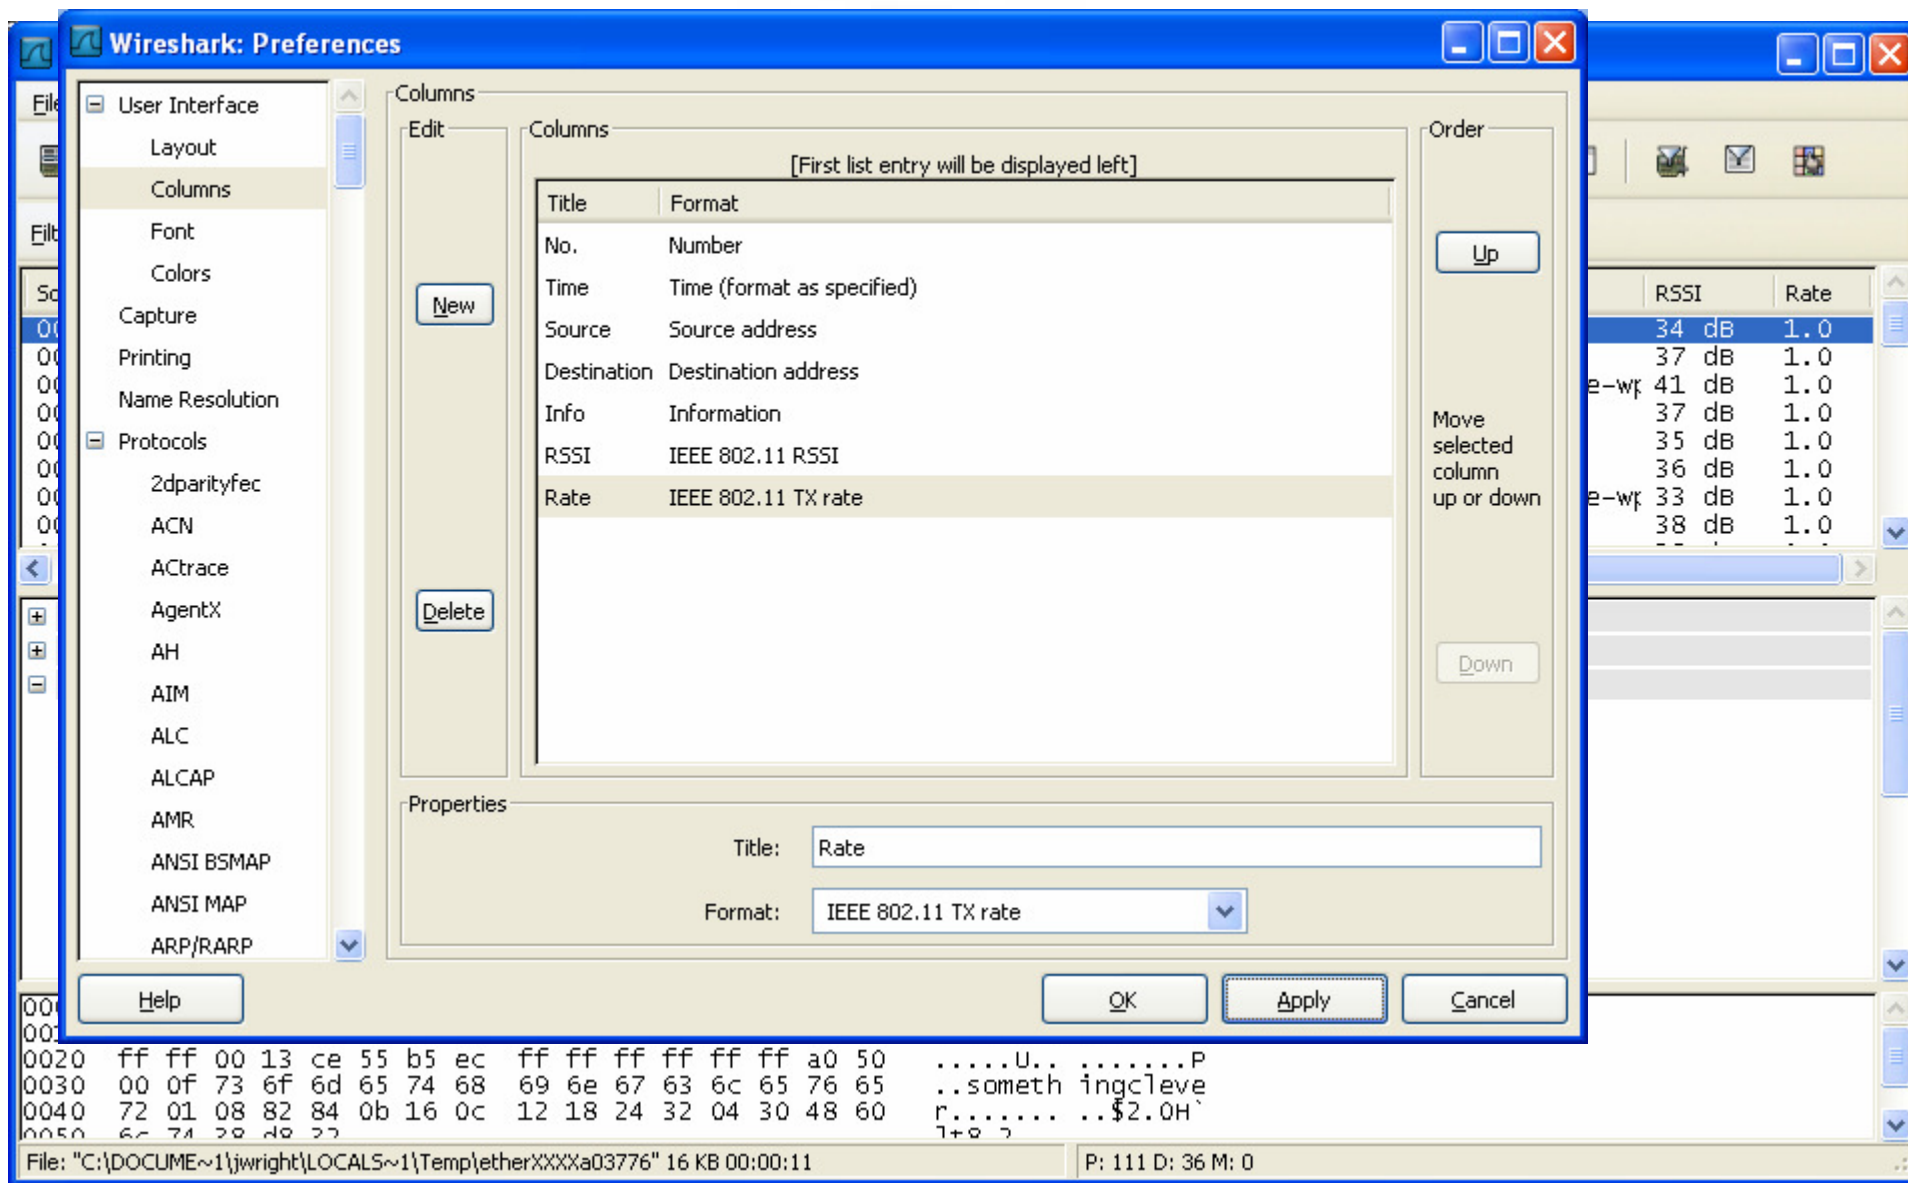 Wireshark: Preferences
File
Filt
User Interface
Layout
Columns
Font
Colors
Capture
Printing
Name Resolution
Protocols
2dparityfec
ACN
ACtrace
AgentX
AH
AIM
ALC
ALCAP
AMR
ANSI BSMAP
ANSI MAP
ARP/RARP
Columns
Edit
New
Delete
Columns
[First list entry will be displayed left]
Title Format
No. Number
Time Time (format as specified)
Source Source address
Destination Destination address
Info Information
RSSI IEEE 802.11 RSSI
Rate IEEE 802.11 TX rate
Order
Up
Move
selected
column
up or down
Down
Properties
Title: Rate
Format: IEEE 802.11 TX rate
Help OK Apply Cancel
RSSI Rate
34 dB 1.0
37 dB 1.0
e-wp 41 dB 1.0
37 dB 1.0
35 dB 1.0
36 dB 1.0
e-wp 33 dB 1.0
38 dB 1.0
0020 ff ff 00 13 ce 55 b5 ec ff ff ff ff ff ff a0 50 .....U.. .......P
0030 00 0f 73 6f 6d 65 74 68 69 6e 67 63 6c 65 76 65 ..someth ingcleve
0040 72 01 08 82 84 0b 16 0c 12 18 24 32 04 30 48 60 r....... ..$2.0H`
File: "C:\DOCUME~1\jwright\LOCALS~1\Temp\etherXXXXa03776" 16 KB 00:00:11 P: 111 D: 36 M: 0